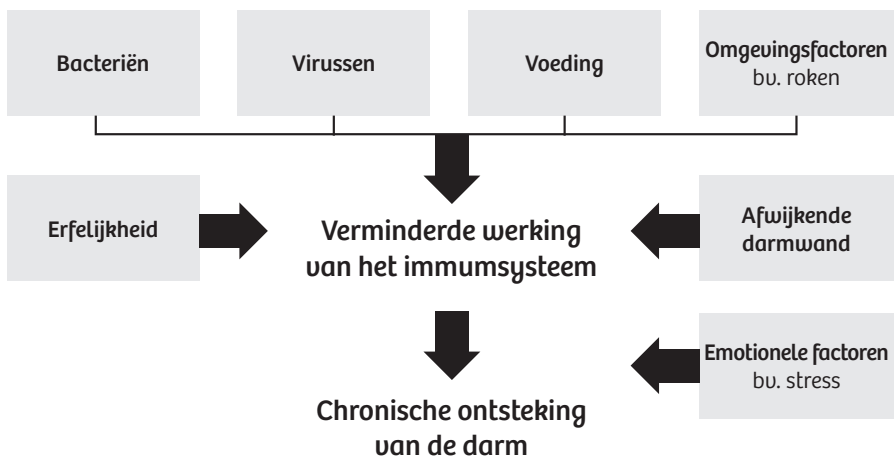 Bacteriën
Virussen
Voeding
Omgevingsfactoren
bv. roken
Erfelijkheid
Verminderde werking
van het immumsysteem
Afwijkende
darmwand
Emotionele factoren
bv. stress
Chronische ontsteking
van de darm